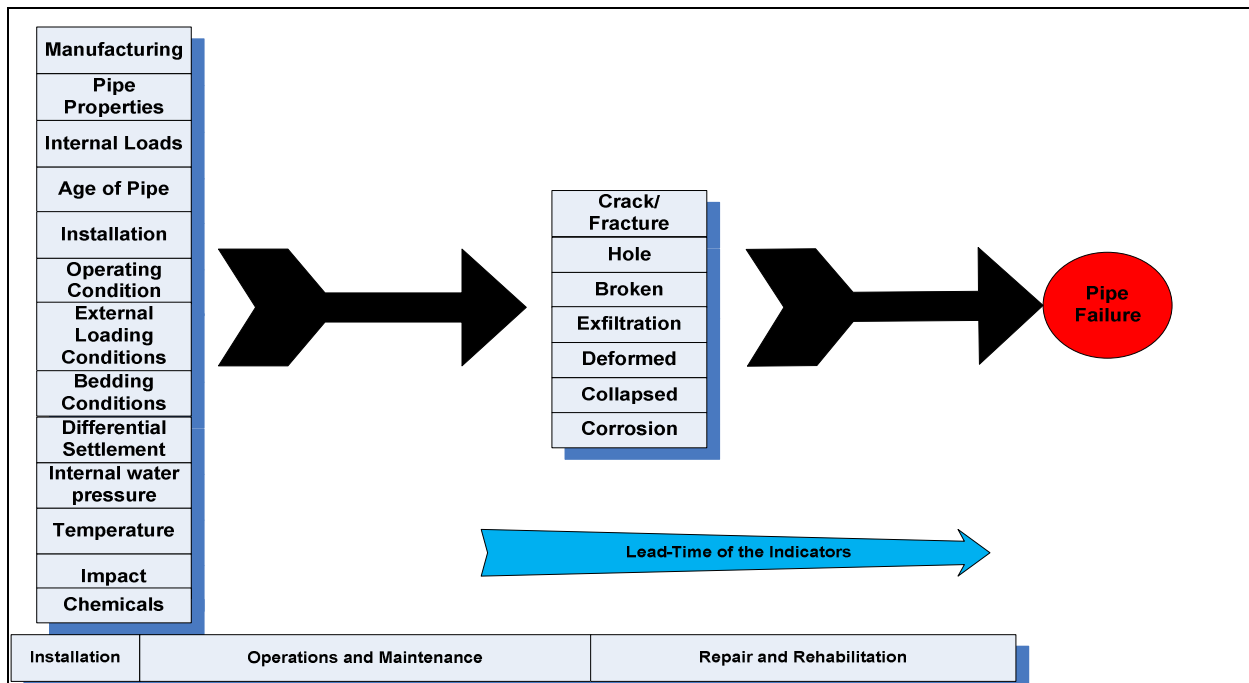 Manufacturing
Pipe
Properties
Internal Loads
Age of Pipe
Installation
Operating
Condition
External
Loading
Conditions
Bedding
Conditions
Differential
Settlement
Internal water
pressure
Temperature
Impact
Chemicals
Crack/
Fracture
Hole
Broken
Exfiltration
Deformed
Collapsed
Corrosion
Pipe
Failure
Lead-Time of the Indicators
Installation
Operations and Maintenance
Repair and Rehabilitation